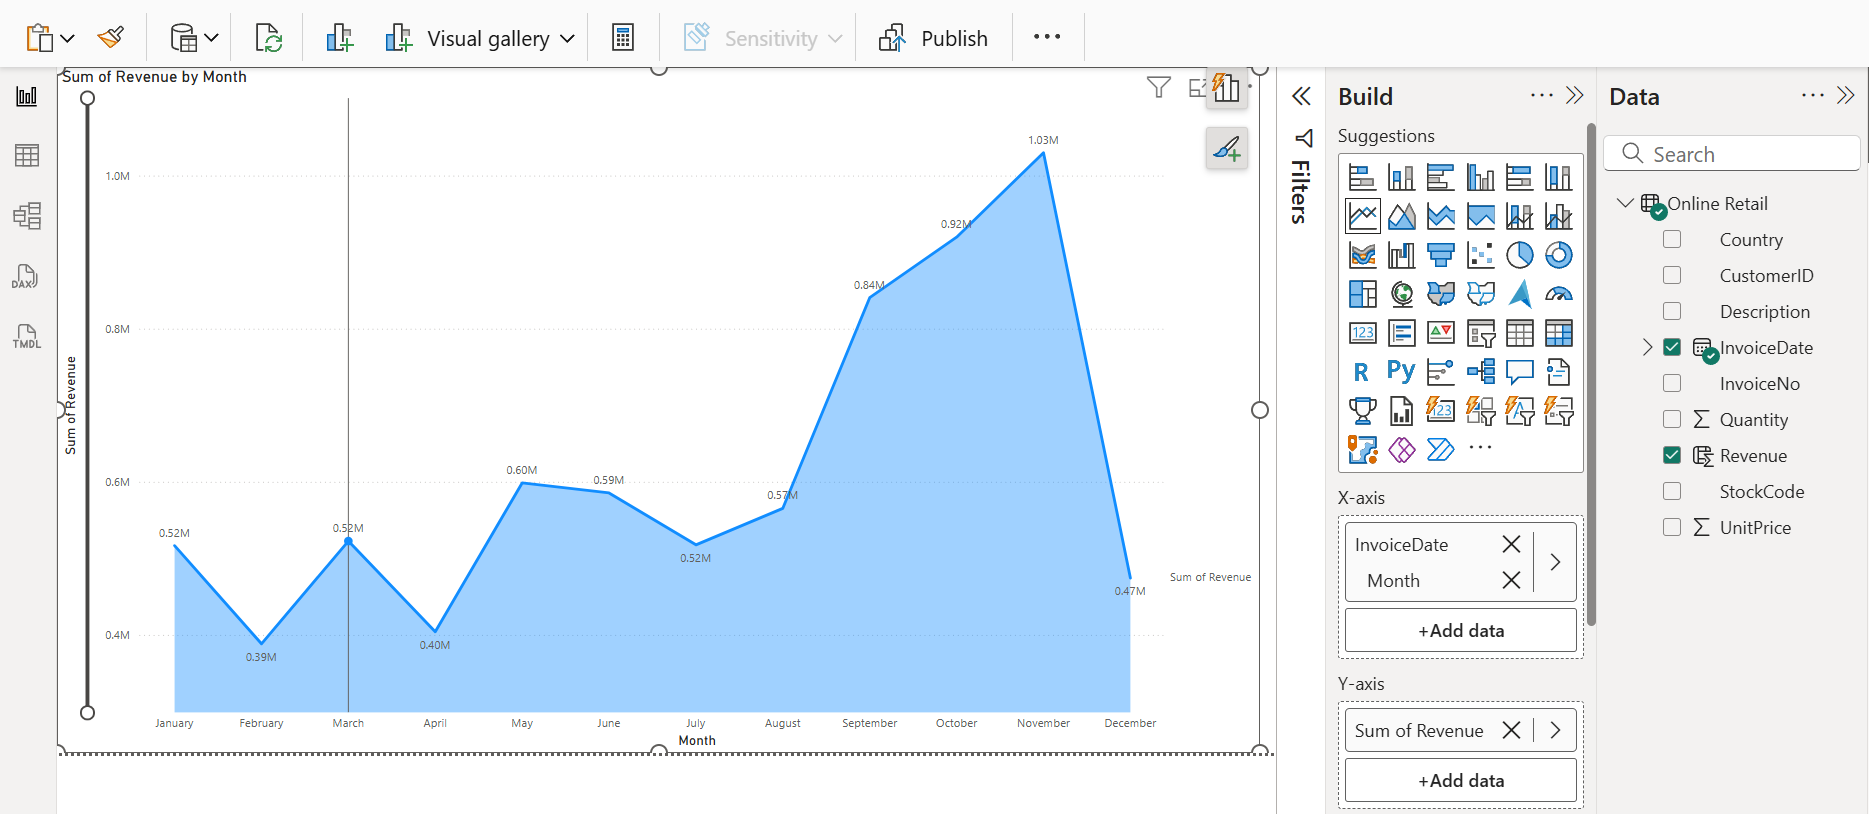 Visual gallery
Sensitivity
Publish
Sum of Revenue by Month
Sum of Revenue
1.0M
0.8M
0.6M
0.4M
0.52M
0.39M
0.52M
0.40M
0.60M
0.59M
0.52M
0.57M
0.84M
0.92M
1.03M
0.47M
Sum of Revenue
January February March April May June July August September October November December
Month
Filters
Build
Suggestions
123
R
Py
123
A
X-axis
InvoiceDate
Month
+Add data
Y-axis
Sum of Revenue
+Add data
Data
Search
Online Retail
Country
CustomerID
Description
InvoiceDate
InvoiceNo
Quantity
Revenue
StockCode
UnitPrice
DAX
TMDL